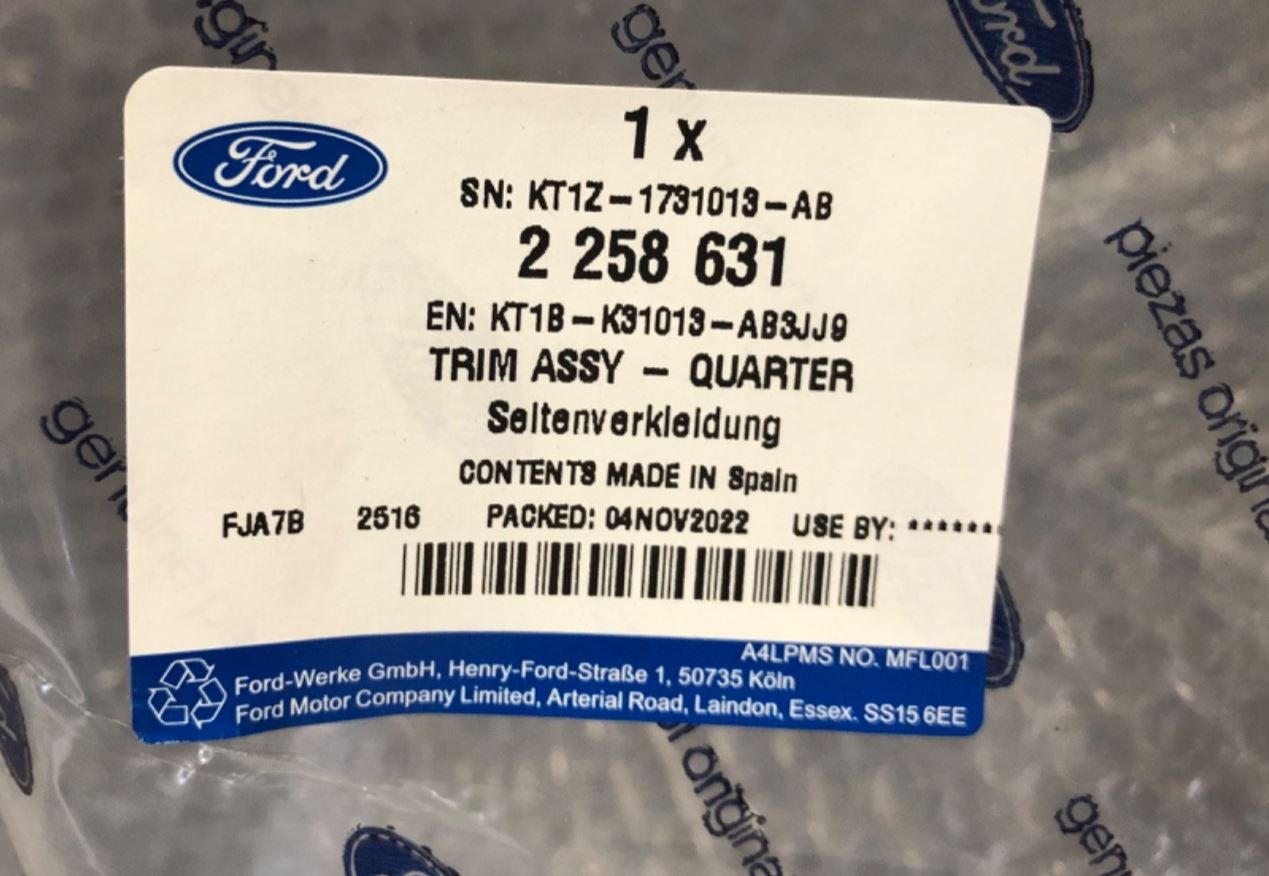 Ford
1 x
SN: KT1Z-1731013-AB
2 258 631
EN: KT1B-K31013-AB3JJ9
TRIM ASSY - QUARTER
Seitenverkleidung
CONTENTS MADE IN Spain
FJA7B 2516 PACKED: 04NOV2022 USE BY: ******
A4LPMS NO. MFL001
Ford-Werke GmbH, Henry-Ford-Straße 1, 50735 Köln
Ford Motor Company Limited, Arterial Road, Laindon, Essex. SS15 6EE
Ford
piezas origin